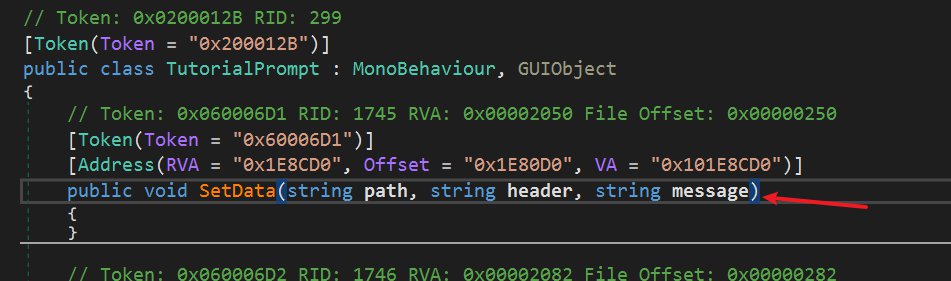 // Token: 0x0200012B RID: 299
[Token(Token = "0x200012B")]
public class TutorialPrompt : MonoBehaviour, GUIObject
{
// Token: 0x060006D1 RID: 1745 RVA: 0x00002050 File Offset: 0x00000250
[Token(Token = "0x60006D1")]
[Address(RVA = "0x1E8CD0", Offset = "0x1E80D0", VA = "0x101E8CD0")]
public void SetData(string path, string header, string message)
{
}
// Token: 0x060006D2 RID: 1746 RVA: 0x00002082 File Offset: 0x00000282